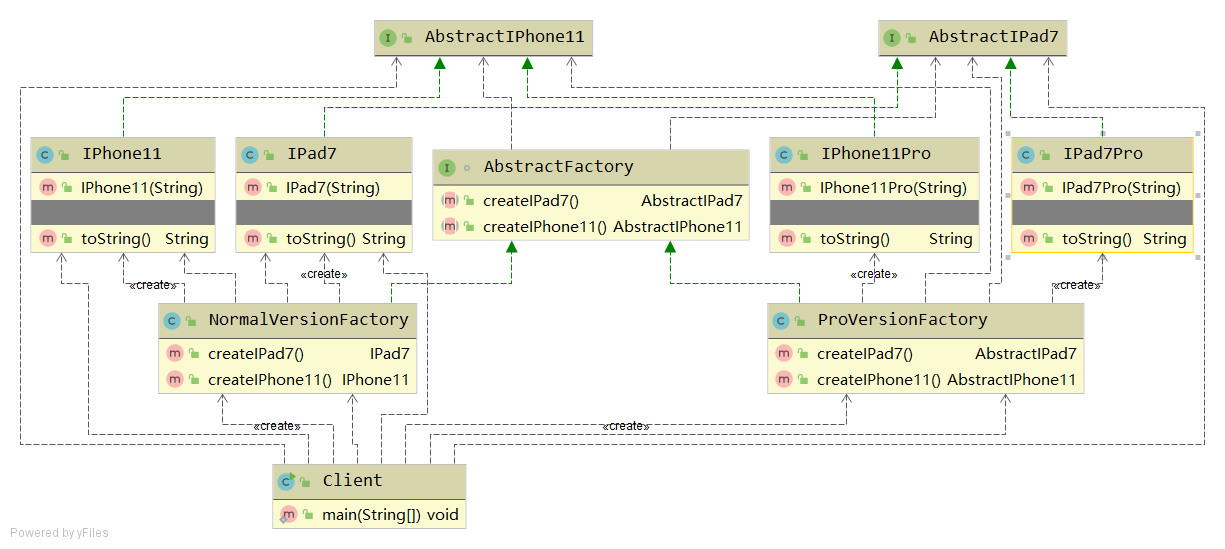 AbstractIPhone11
AbstractIPad7
IPhone11
IPhone11(String)
toString() String
IPad7
IPad7(String)
toString() String
AbstractFactory
createIPad7() AbstractIPad7
createIPhone11() AbstractIPhone11
IPhone11Pro
IPhone11Pro(String)
toString() String
IPad7Pro
IPad7Pro(String)
toString() String
«create»
«create»
«create»
«create»
NormalVersionFactory
createIPad7() IPad7
createIPhone11() IPhone11
ProVersionFactory
createIPad7() AbstractIPad7
createIPhone11() AbstractIPhone11
«create»
«create»
Client
main(String[]) void
Powered by yFiles